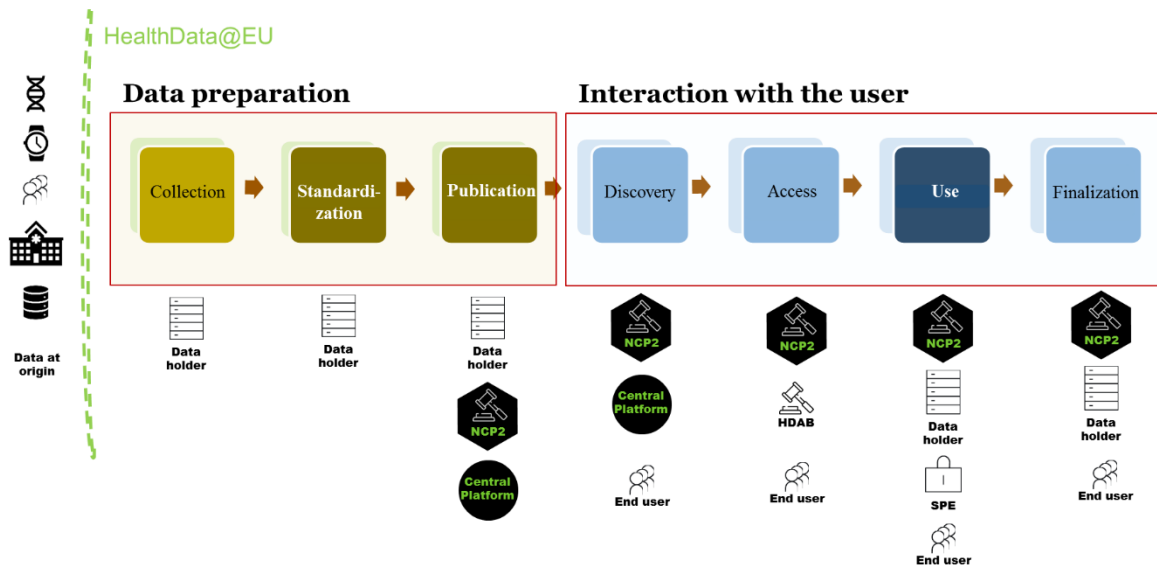 HealthData@EU
Data preparation
Interaction with the user
Collection
Standardi-
zation
Publication
Discovery
Access
Use
Finalization
Data at
origin
Data
holder
Data
holder
Data
holder
NCP2
Central
Platform
NCP2
Central
Platform
End user
NCP2
HDAB
End user
NCP2
Data
holder
SPE
End user
NCP2
Data
holder
End user